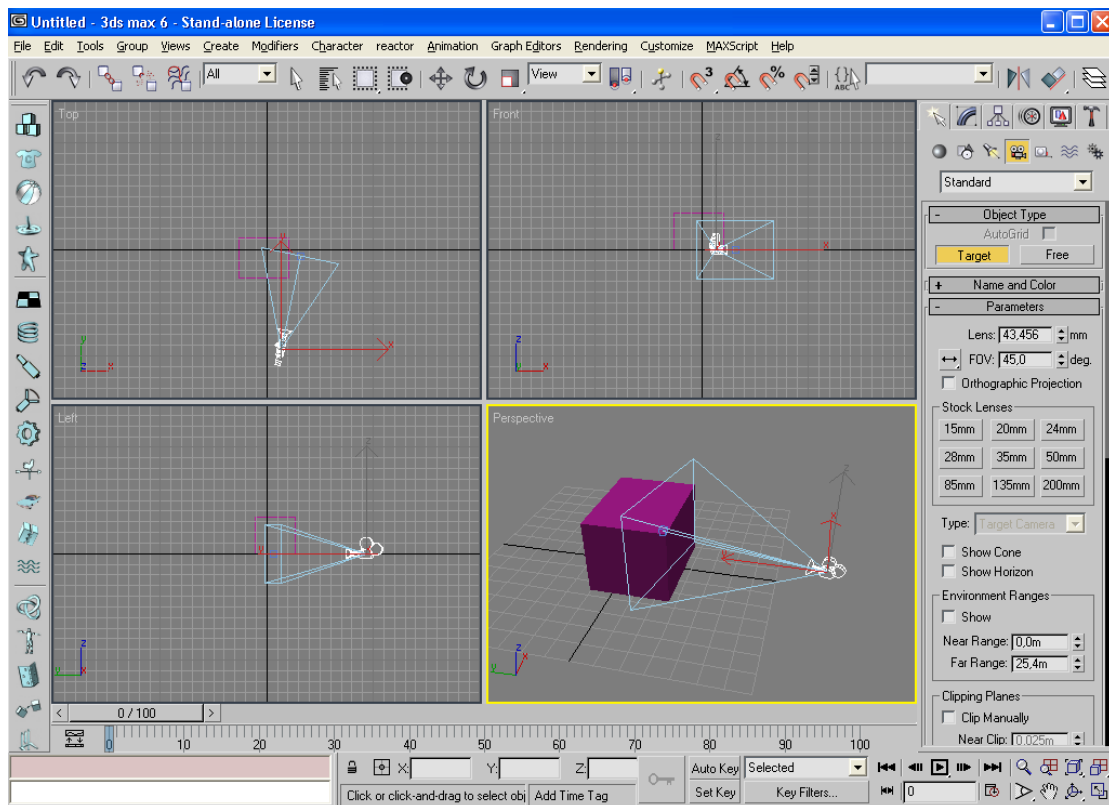 Untitled - 3ds max 6 - Stand-alone License
File Edit Tools Group Views Create Modifiers Character reactor Animation Graph Editors Rendering Customize MAXScript Help
All
View
3
%
{}
ABC
Top
Front
Left
Perspective
y
x
z
x
y
x
z
x
z
y
z
y
x
z
x
y
z
x
y
Standard
- Object Type
AutoGrid
Target Free
+ Name and Color
- Parameters
Lens: 43,456 mm
FOV: 45,0 deg.
Orthographic Projection
Stock Lenses
15mm 20mm 24mm
28mm 35mm 50mm
85mm 135mm 200mm
Type: Target Camera
Show Cone
Show Horizon
Environment Ranges
Show
Near Range: 0,0m
Far Range: 25,4m
Clipping Planes
Clip Manually
Near Clip: 0,025m
< 0 / 100 >
0 10 20 30 40 50 60 70 80 90 100
X: Y: Z:
Auto Key Selected
Click or click-and-drag to select obj Add Time Tag
Set Key Key Filters...
0